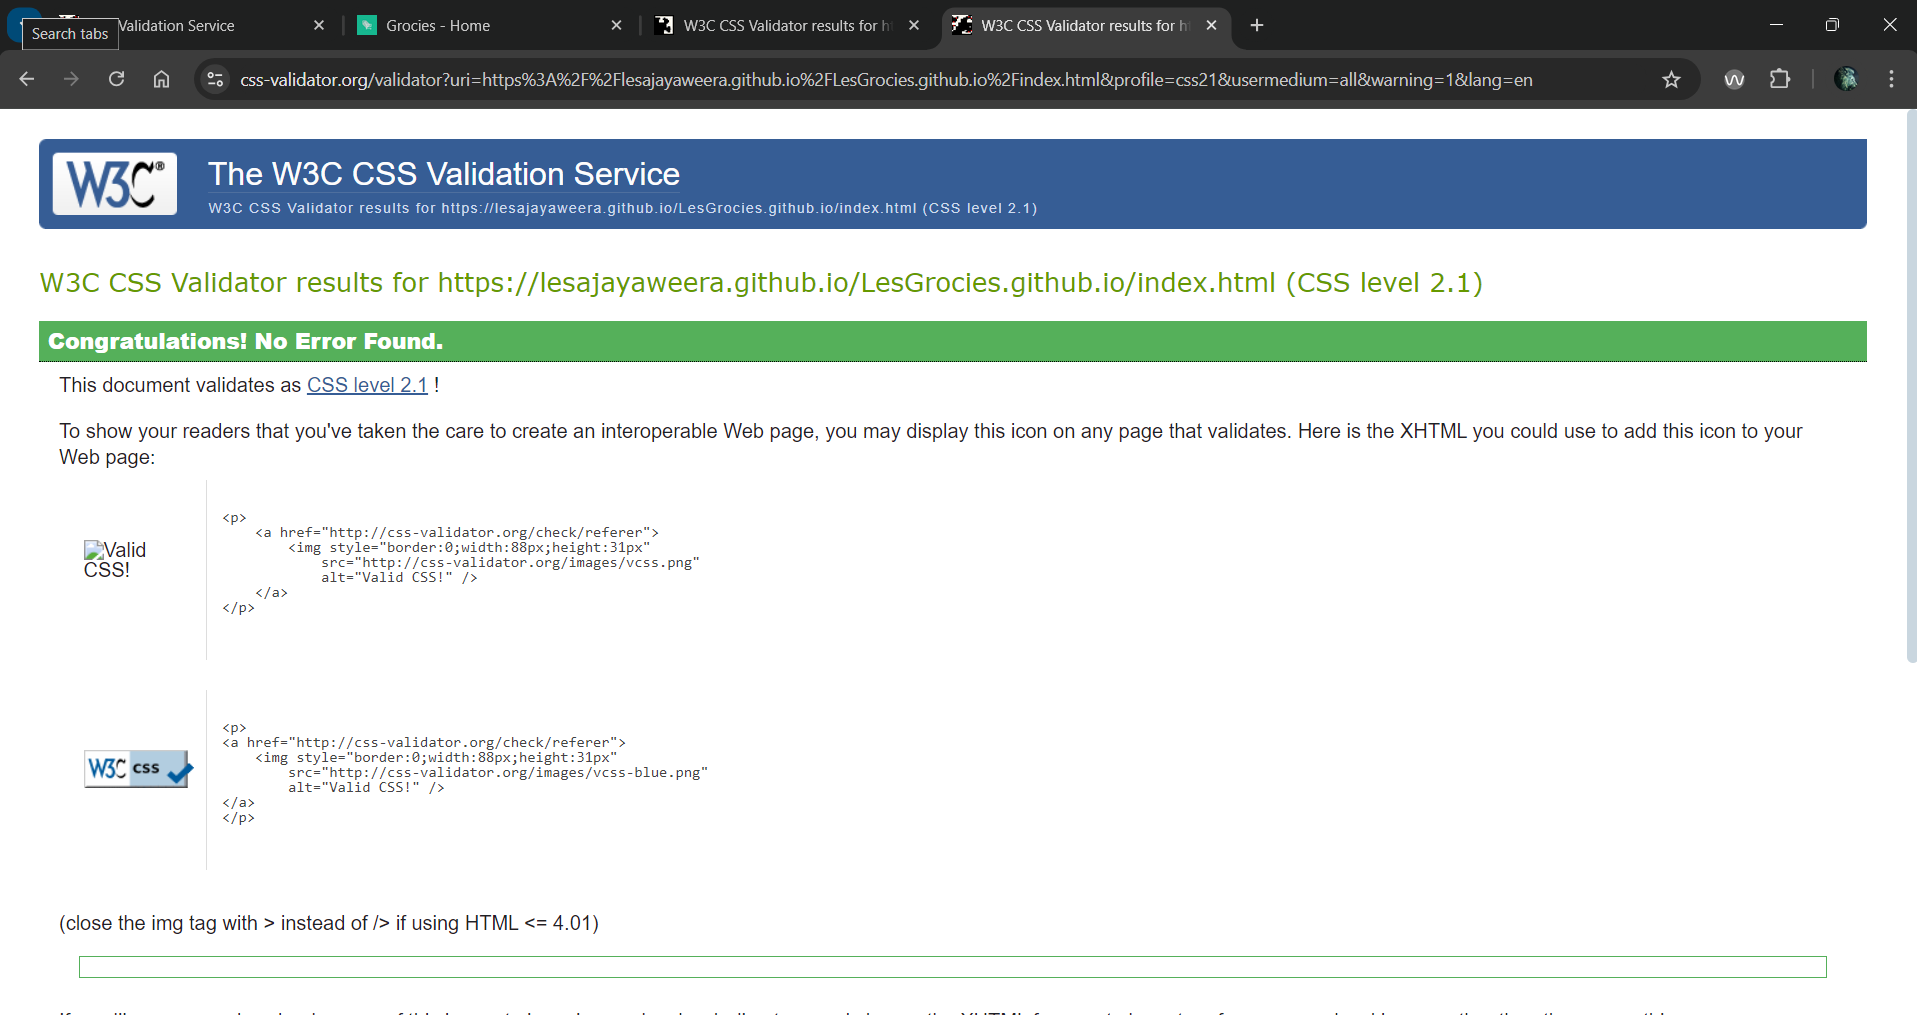 Validation Service
Grocies - Home
W3C CSS Validator results for h
W3C CSS Validator results for h
Search tabs
css-validator.org/validator?uri=https%3A%2F%2Flesajayaweera.github.io%2FLesGrocies.github.io%2Findex.html&profile=css21&usermedium=all&warning=1&lang=en
W3C®
The W3C CSS Validation Service
W3C CSS Validator results for https://lesajayaweera.github.io/LesGrocies.github.io/index.html (CSS level 2.1)
W3C CSS Validator results for https://lesajayaweera.github.io/LesGrocies.github.io/index.html (CSS level 2.1)
Congratulations! No Error Found.
This document validates as CSS level 2.1 !
To show your readers that you've taken the care to create an interoperable Web page, you may display this icon on any page that validates. Here is the XHTML you could use to add this icon to your
Web page:
Valid
CSS!
<p>
<a href="http://css-validator.org/check/referer">
<img style="border:0;width:88px;height:31px"
src="http://css-validator.org/images/vcss.png"
alt="Valid CSS!" />
</a>
</p>
W3C css
<p>
<a href="http://css-validator.org/check/referer">
<img style="border:0;width:88px;height:31px"
src="http://css-validator.org/images/vcss-blue.png"
alt="Valid CSS!" />
</a>
</p>
(close the img tag with > instead of /> if using HTML <= 4.01)